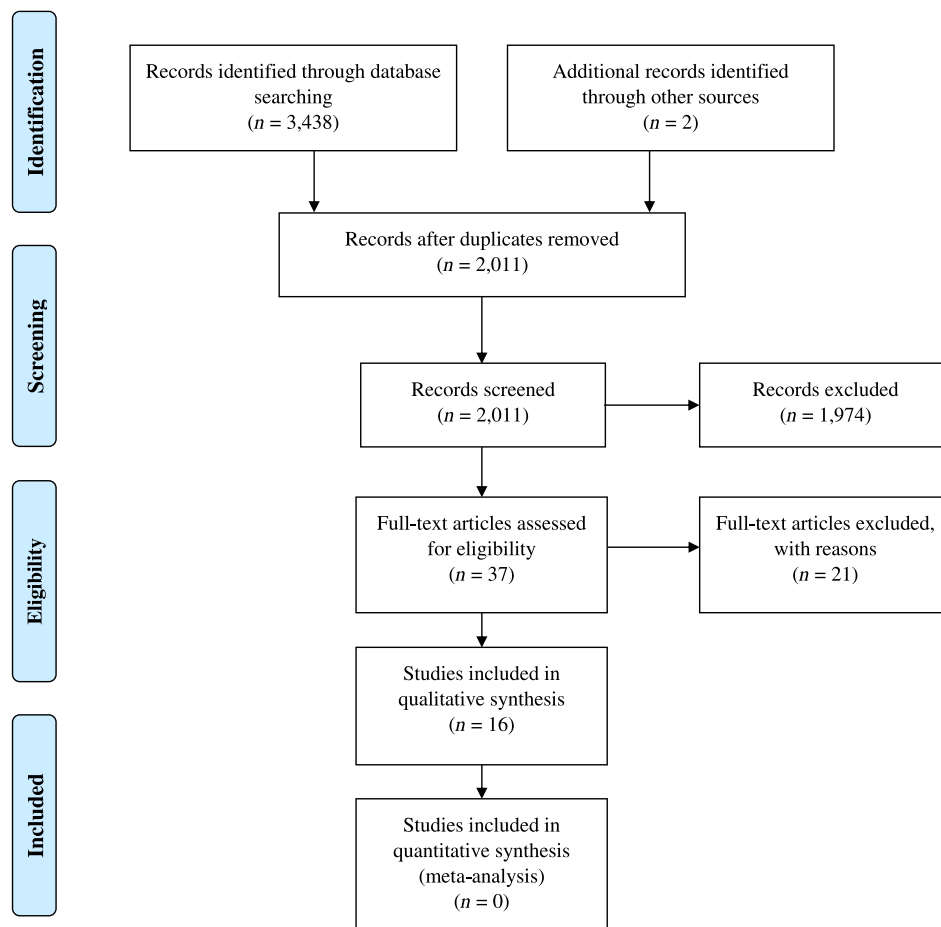 Identification
Records identified through database
searching
(n = 3,438)
Additional records identified
through other sources
(n = 2)
Records after duplicates removed
(n = 2,011)
Screening
Records screened
(n = 2,011)
Records excluded
(n = 1,974)
Eligibility
Full-text articles assessed
for eligibility
(n = 37)
Full-text articles excluded,
with reasons
(n = 21)
Studies included in
qualitative synthesis
(n = 16)
Included
Studies included in
quantitative synthesis
(meta-analysis)
(n = 0)